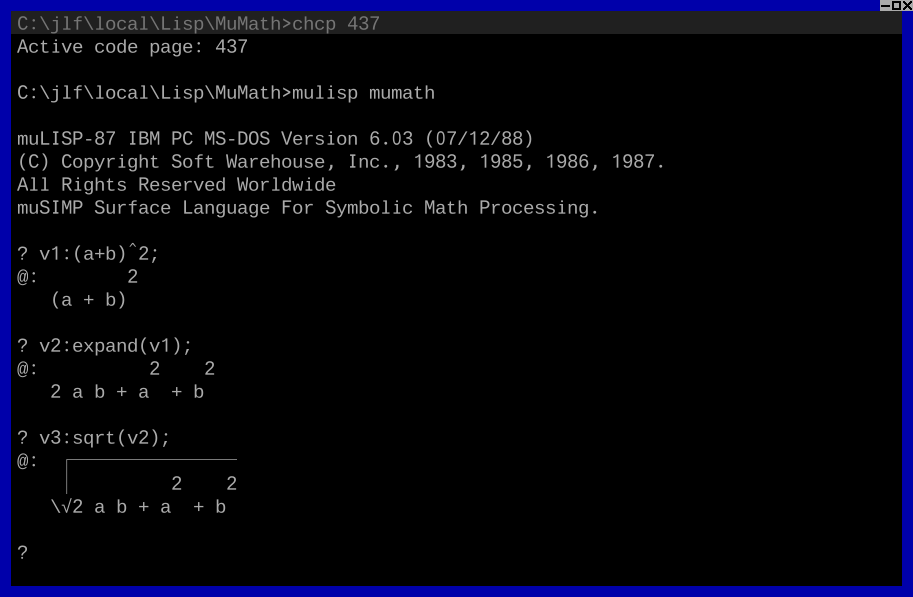 C:\jlf\local\Lisp\MuMath>chcp 437
Active code page: 437
C:\jlf\local\Lisp\MuMath>mulisp mumath
muLISP-87 IBM PC MS-DOS Version 6.03 (07/12/88)
(C) Copyright Soft Warehouse, Inc., 1983, 1985, 1986, 1987.
All Rights Reserved Worldwide
muSIMP Surface Language For Symbolic Math Processing.
? v1:(a+b)^2;
@:        2
   (a + b)
? v2:expand(v1);
@:          2    2
   2 a b + a  + b
? v3:sqrt(v2);
@:  ┌───────────────
    │         2    2
   \√2 a b + a  + b
?